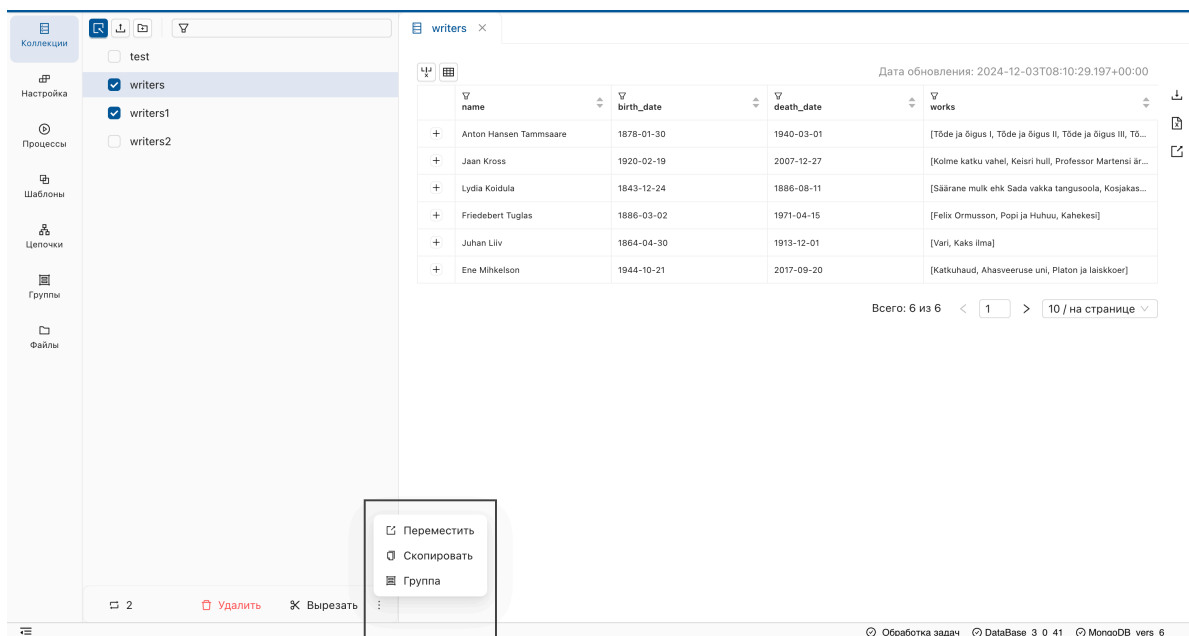 Коллекции
Настройка
Процессы
Шаблоны
Цепочки
Группы
Файлы
test
writers
writers1
writers2
writers
Дата обновления: 2024-12-03T08:10:29.197+00:00
name birth_date death_date works
Anton Hansen Tammsaare 1878-01-30 1940-03-01 [Tõde ja õigus I, Tõde ja õigus II, Tõde ja õigus III, Tõ...
Jaan Kross 1920-02-19 2007-12-27 [Kolme katku vahel, Keisri hull, Professor Martensi är...
Lydia Koidula 1843-12-24 1886-08-11 [Säärane mulk ehk Sada vakka tangusoola, Kosjakas...
Friedebert Tuglas 1886-03-02 1971-04-15 [Felix Ormusson, Popi ja Huhuu, Kahekesi]
Juhan Liiv 1864-04-30 1913-12-01 [Vari, Kaks ilma]
Ene Mihkelson 1944-10-21 2017-09-20 [Katkuhaud, Ahasveeruse uni, Platon ja laiskkoer]
Всего: 6 из 6 < 1 > 10 / на странице
Переместить
Скопировать
Группа
2 Удалить Вырезать
Обработка задач DataBase_3_0_41 MongoDB_vers_6